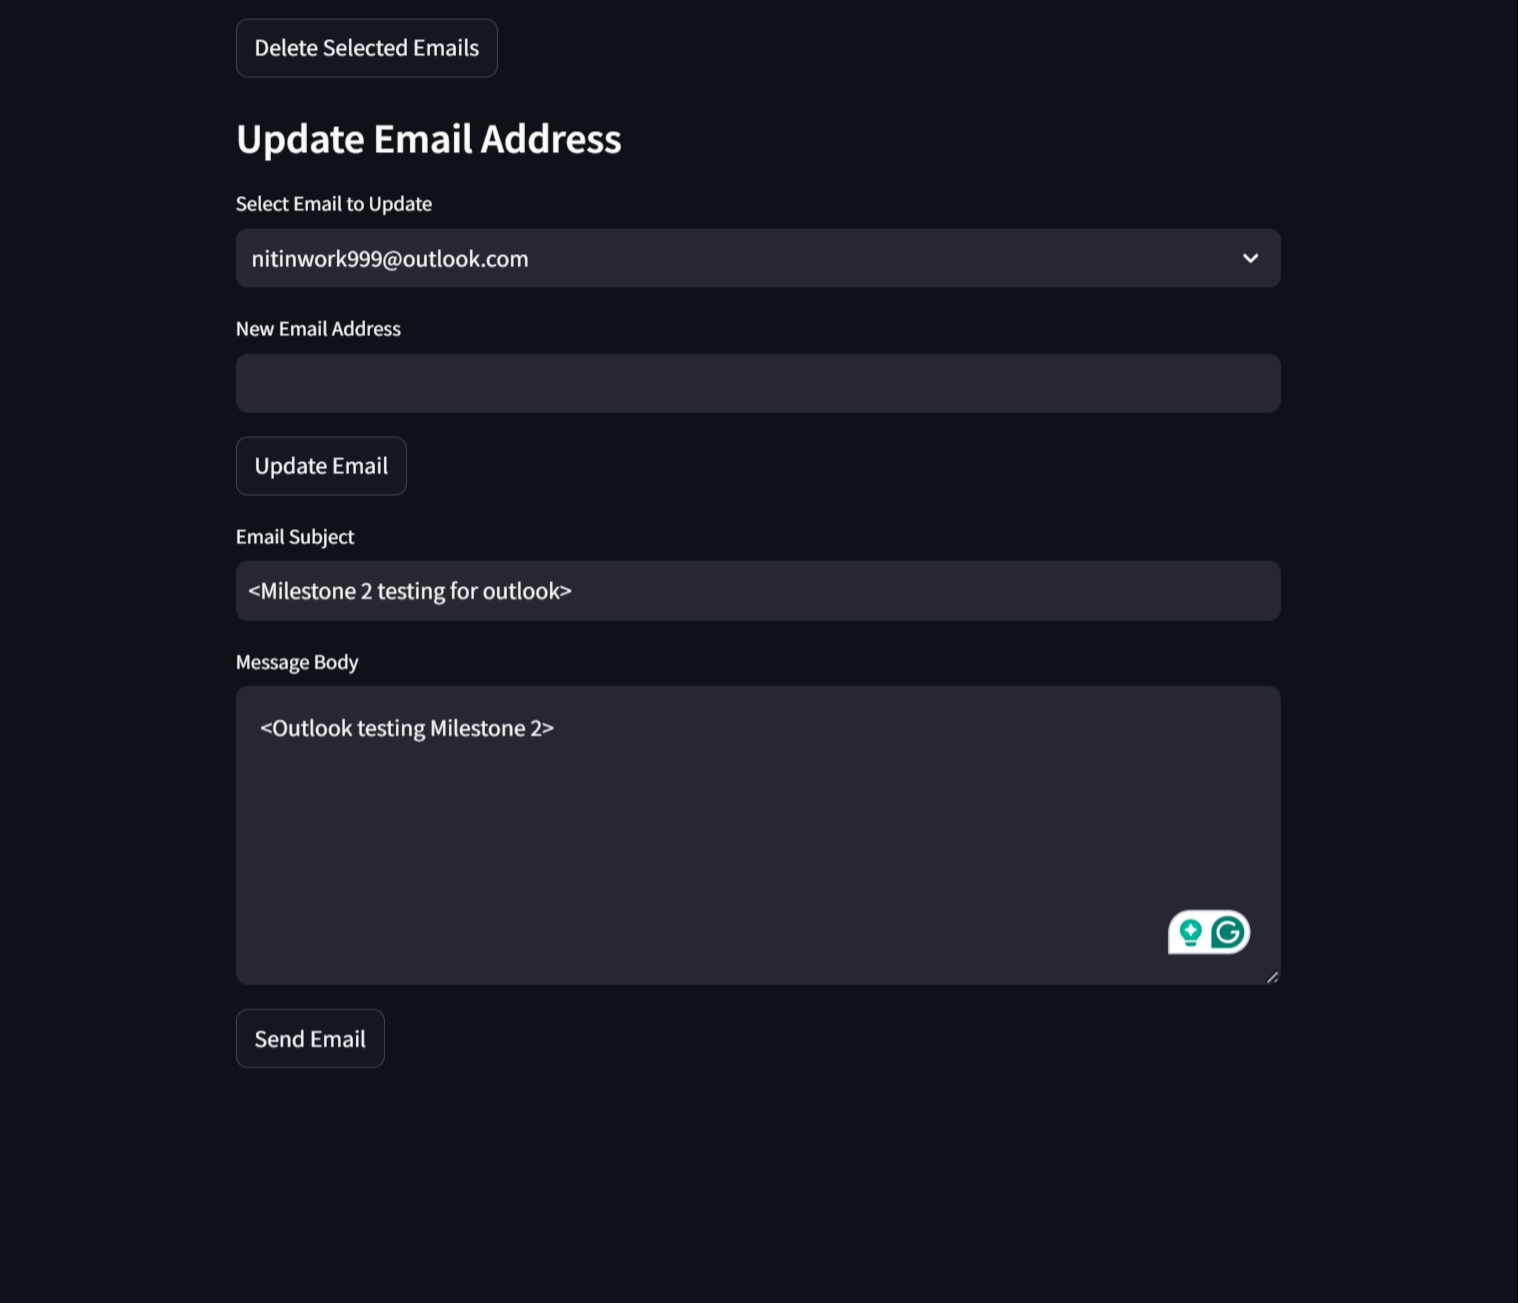 Delete Selected Emails
Update Email Address
Select Email to Update
nitinwork999@outlook.com
New Email Address
Update Email
Email Subject
<Milestone 2 testing for outlook>
Message Body
<Outlook testing Milestone 2>
Send Email